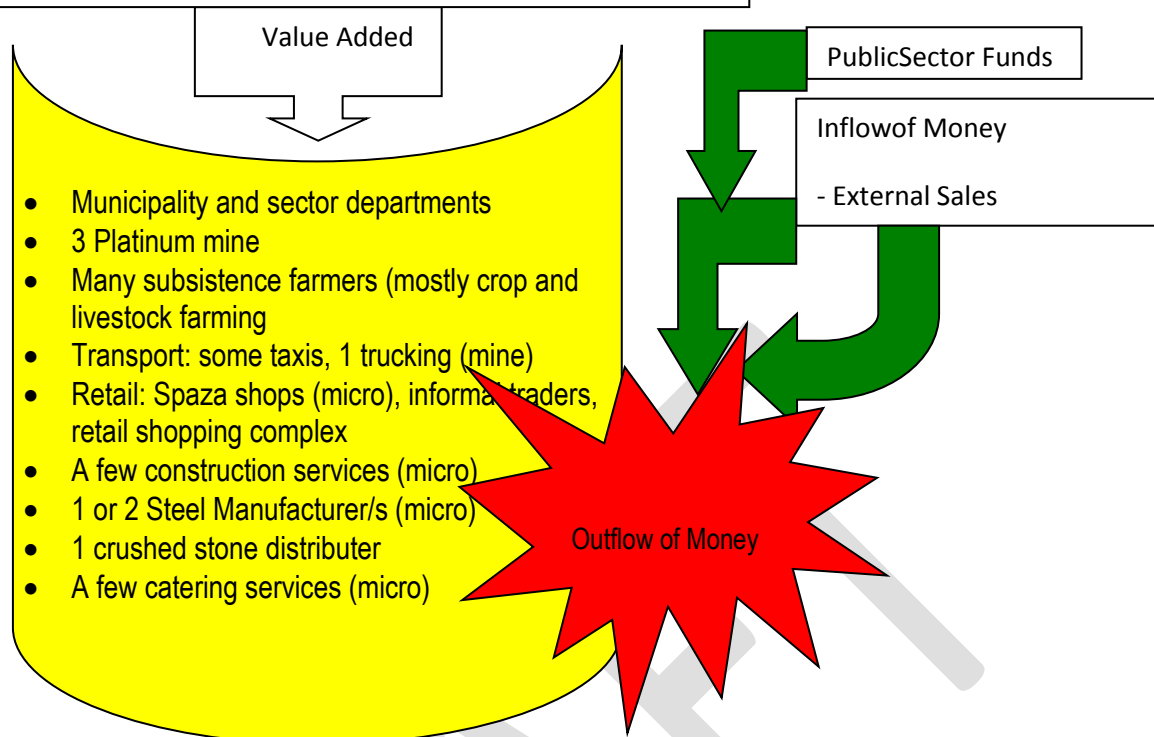 Value Added
PublicSector Funds
Inflowof Money
- External Sales
• Municipality and sector departments
• 3 Platinum mine
• Many subsistence farmers (mostly crop and
livestock farming
• Transport: some taxis, 1 trucking (mine)
• Retail: Spaza shops (micro), informal traders,
retail shopping complex
• A few construction services (micro)
• 1 or 2 Steel Manufacturer/s (micro)
• 1 crushed stone distributer
• A few catering services (micro)
Outflow of Money